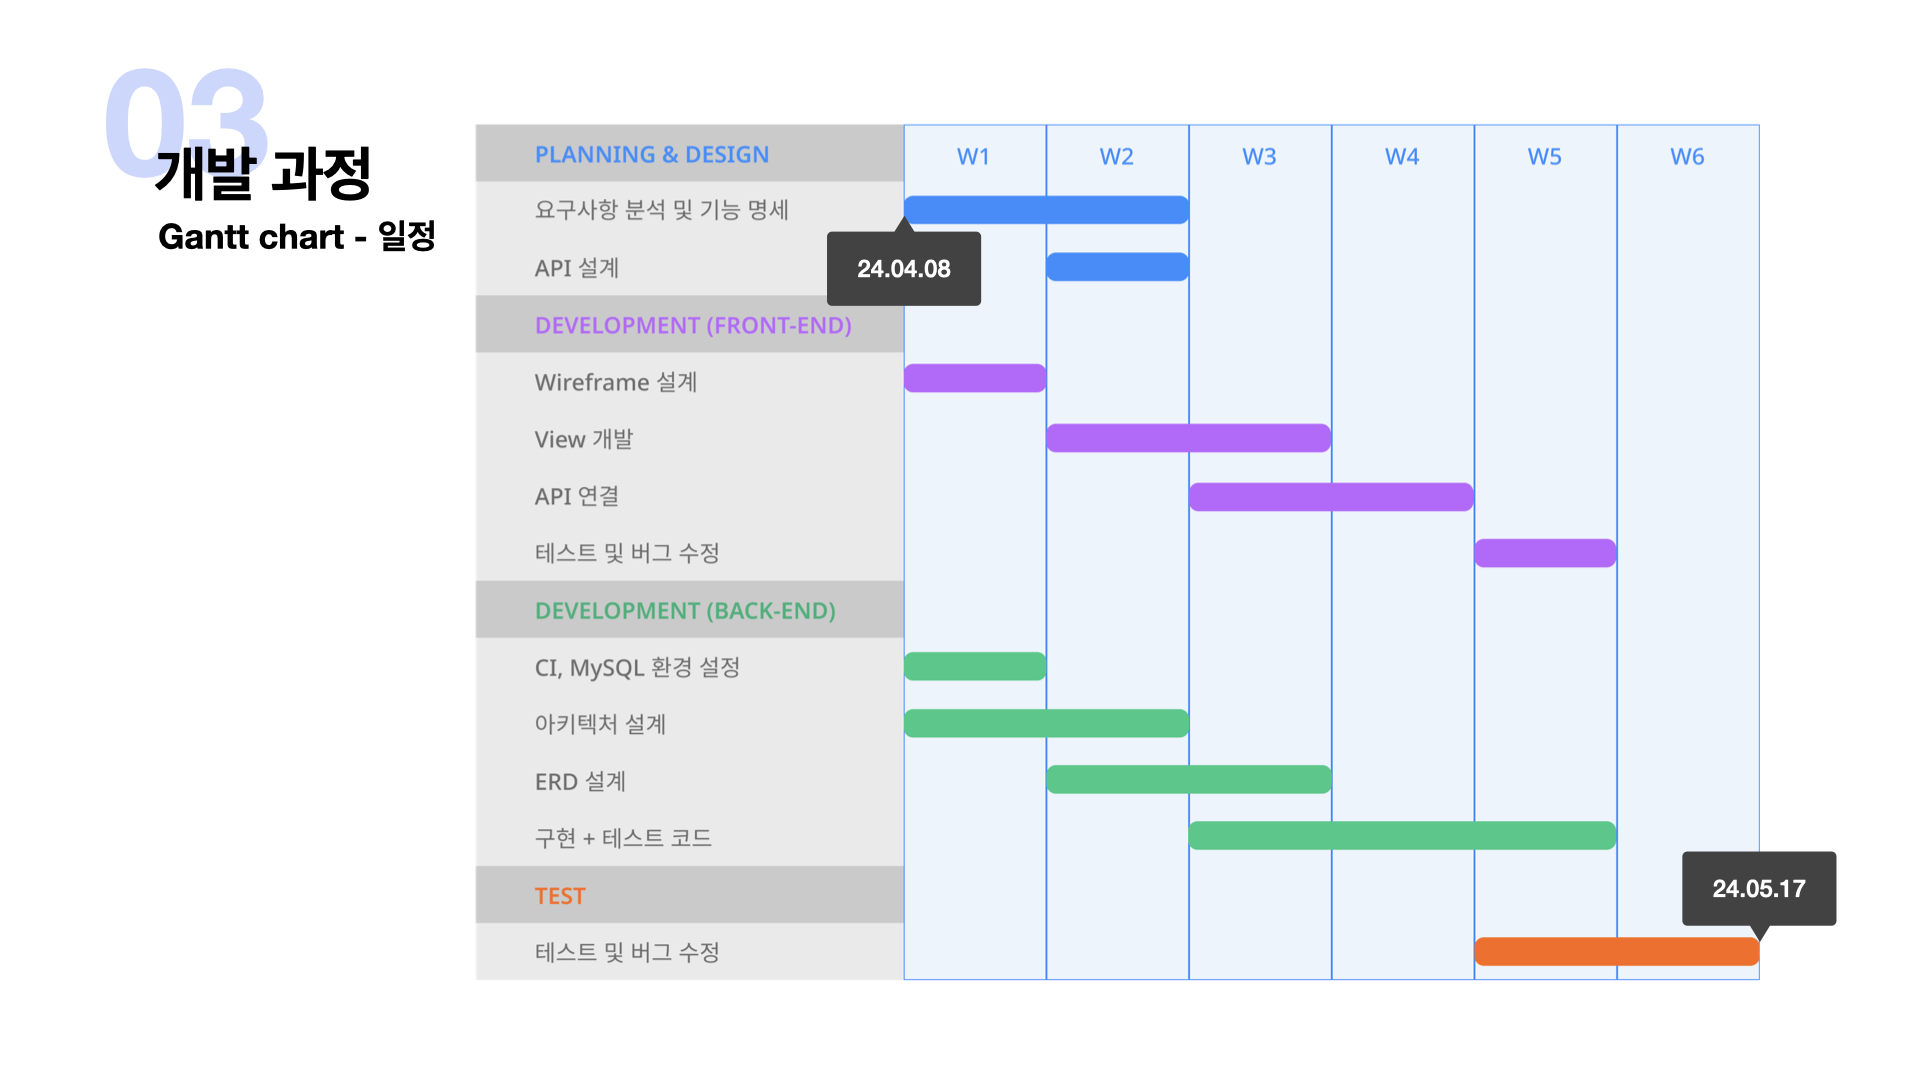 03
개발 과정
Gantt chart - 일정
PLANNING & DESIGN
W1
W2
W3
W4
W5
W6
요구사항 분석 및 기능 명세
24.04.08
API 설계
DEVELOPMENT (FRONT-END)
Wireframe 설계
View 개발
API 연결
테스트 및 버그 수정
DEVELOPMENT (BACK-END)
CI, MySQL 환경 설정
아키텍처 설계
ERD 설계
구현 + 테스트 코드
TEST
24.05.17
테스트 및 버그 수정